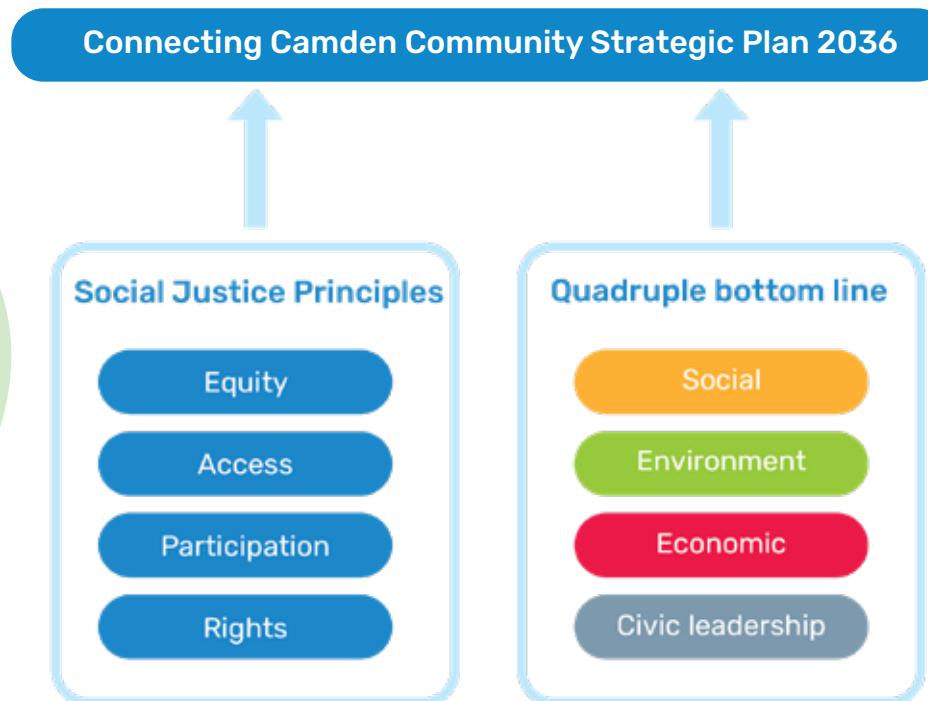 Connecting Camden Community Strategic Plan 2036
Social Justice Principles
Equity
Access
Participation
Rights
Quadruple bottom line
Social
Environment
Economic
Civic leadership